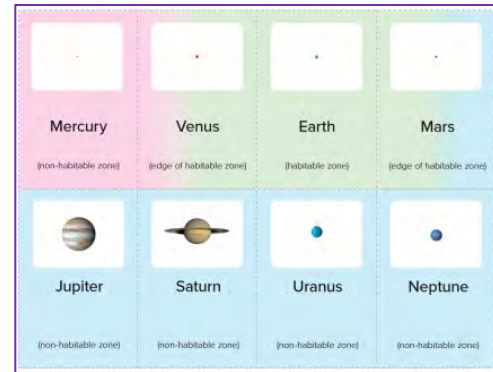 Mercury Venus Earth Mars
(non-habitable zone) (edge of habitable zone) (habitable zone) (edge of habitable zone)
Jupiter Saturn Uranus Neptune
(non-habitable zone) (non-habitable zone) (non-habitable zone) (non-habitable zone)